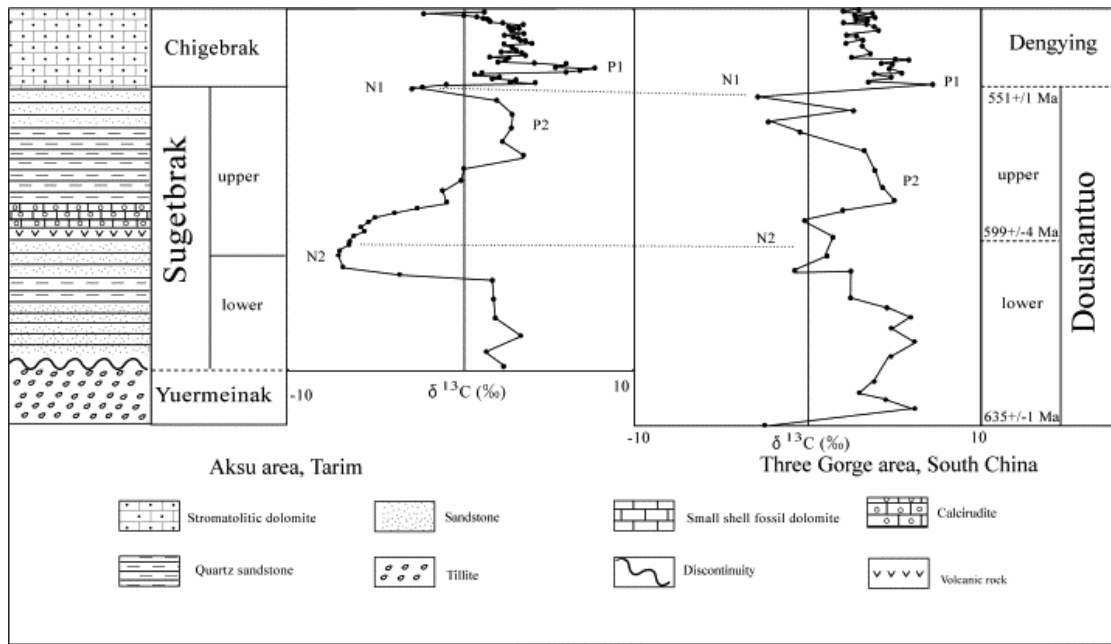 Chigebrak
Sugetbrak
upper
lower
Yuermeinak
P1
N1
P2
N2
-10
δ ¹³C (‰)
10
N1
P1
P2
N2
-10
δ ¹³C (‰)
10
Dengying
551+/1 Ma
upper
599+/-4 Ma
lower
635+/-1 Ma
Doushantuo
Aksu area, Tarim
Three Gorge area, South China
Stromatolitic dolomite
Sandstone
Small shell fossil dolomite
Calcirudite
Quartz sandstone
Tillite
Discontinuity
Volcanic rock